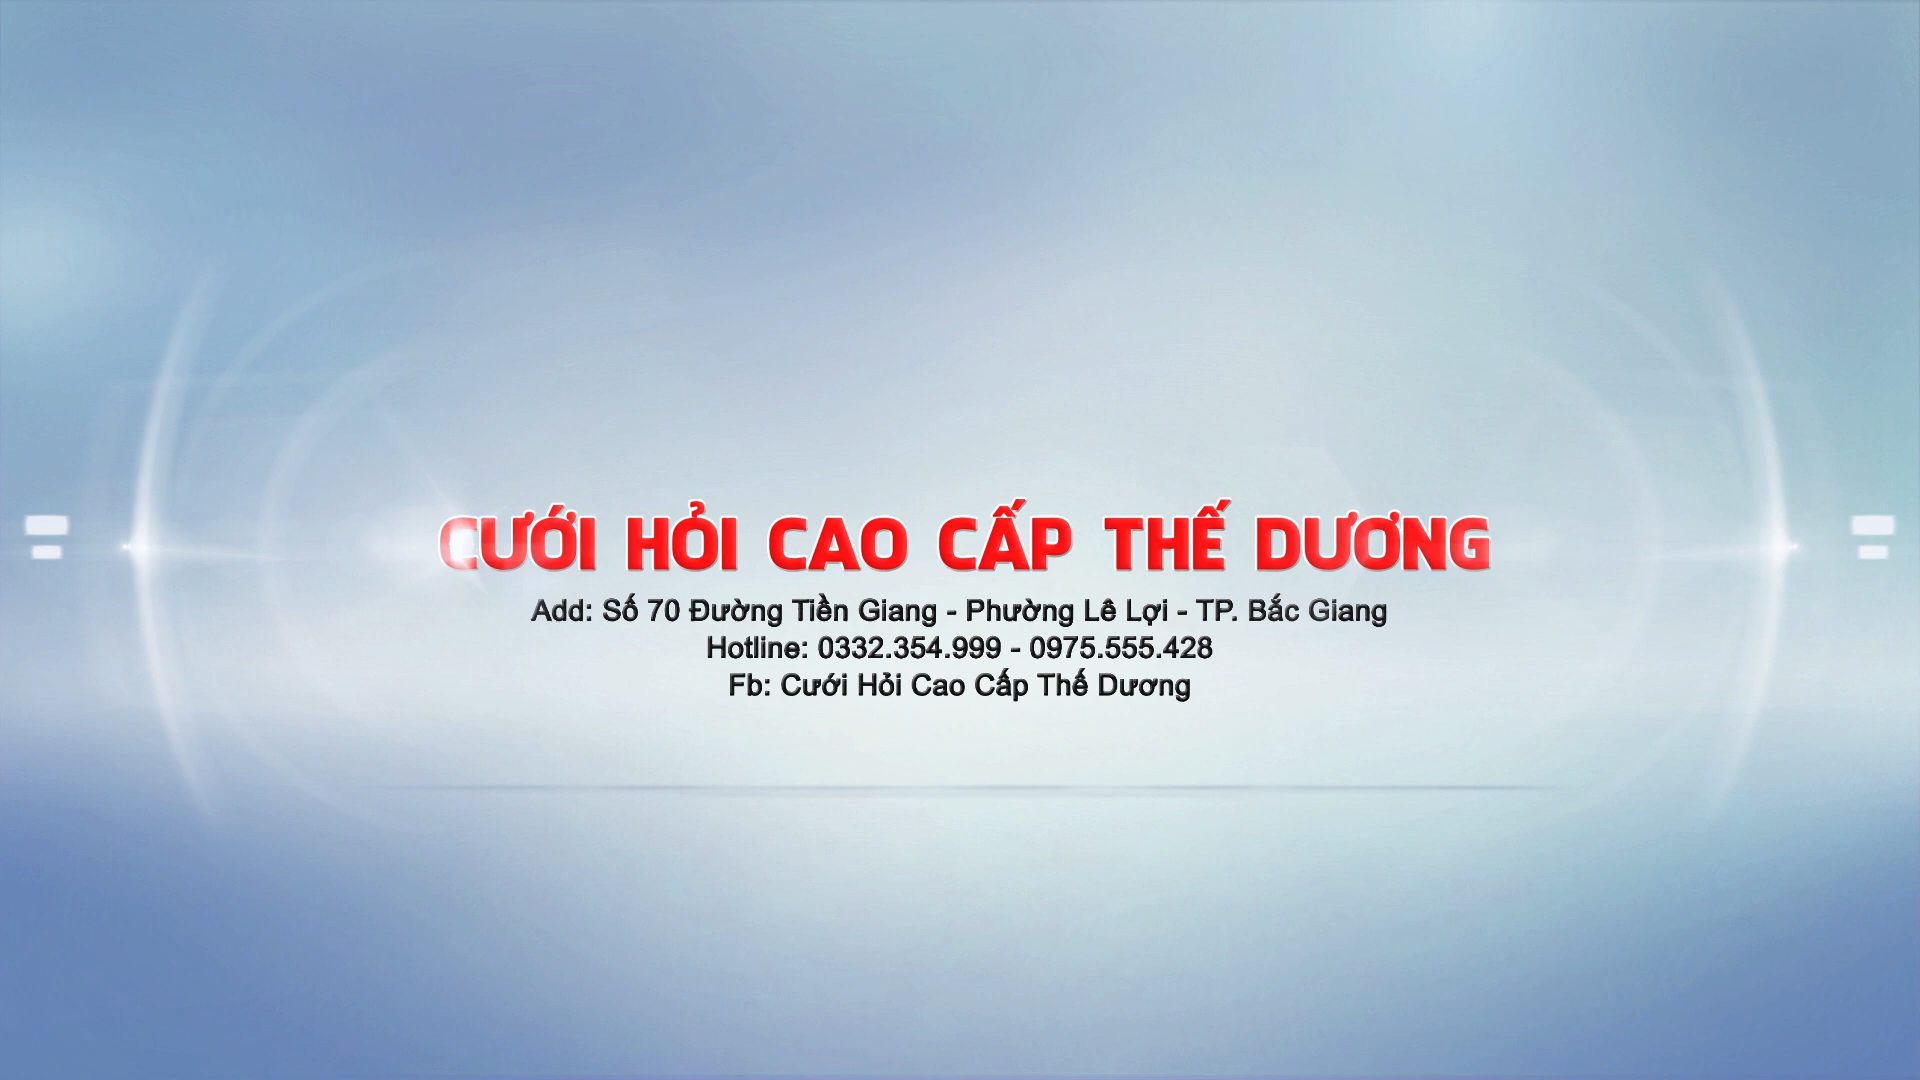 CƯỚI HỎI CAO CẤP THẾ DƯƠNG
Add: Số 70 Đường Tiền Giang - Phường Lê Lợi - TP. Bắc Giang
Hotline: 0332.354.999 - 0975.555.428
Fb: Cưới Hỏi Cao Cấp Thế Dương